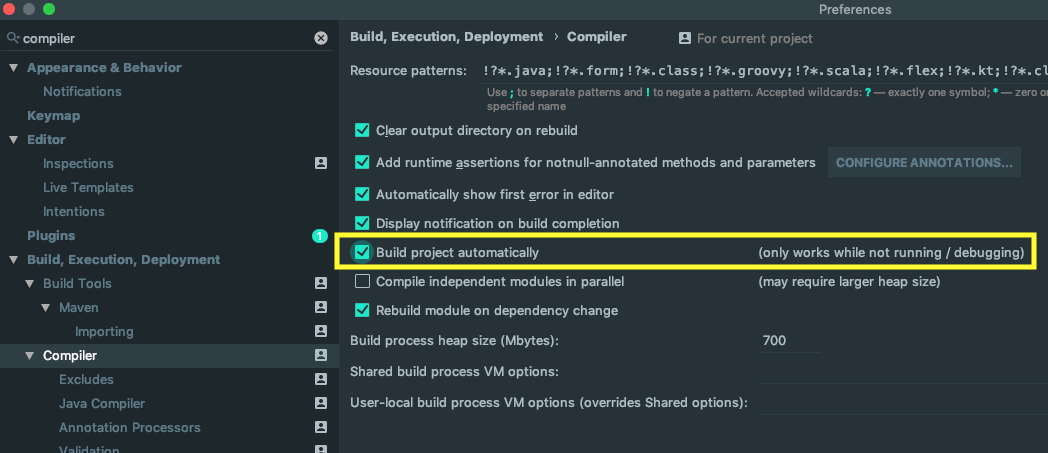 Preferences
compiler
Appearance & Behavior
Notifications
Keymap
Editor
Inspections
Live Templates
Intentions
Plugins
1
Build, Execution, Deployment
Build Tools
Maven
Importing
Compiler
Excludes
Java Compiler
Annotation Processors
Validation
Build, Execution, Deployment › Compiler
For current project
Resource patterns: !?*.java;!?*.form;!?*.class;!?*.groovy;!?*.scala;!?*.flex;!?*.kt;!?*.cl
Use ; to separate patterns and ! to negate a pattern. Accepted wildcards: ? — exactly one symbol; * — zero or
specified name
Clear output directory on rebuild
Add runtime assertions for notnull-annotated methods and parameters CONFIGURE ANNOTATIONS...
Automatically show first error in editor
Display notification on build completion
Build project automatically (only works while not running / debugging)
Compile independent modules in parallel (may require larger heap size)
Rebuild module on dependency change
Build process heap size (Mbytes): 700
Shared build process VM options:
User-local build process VM options (overrides Shared options):